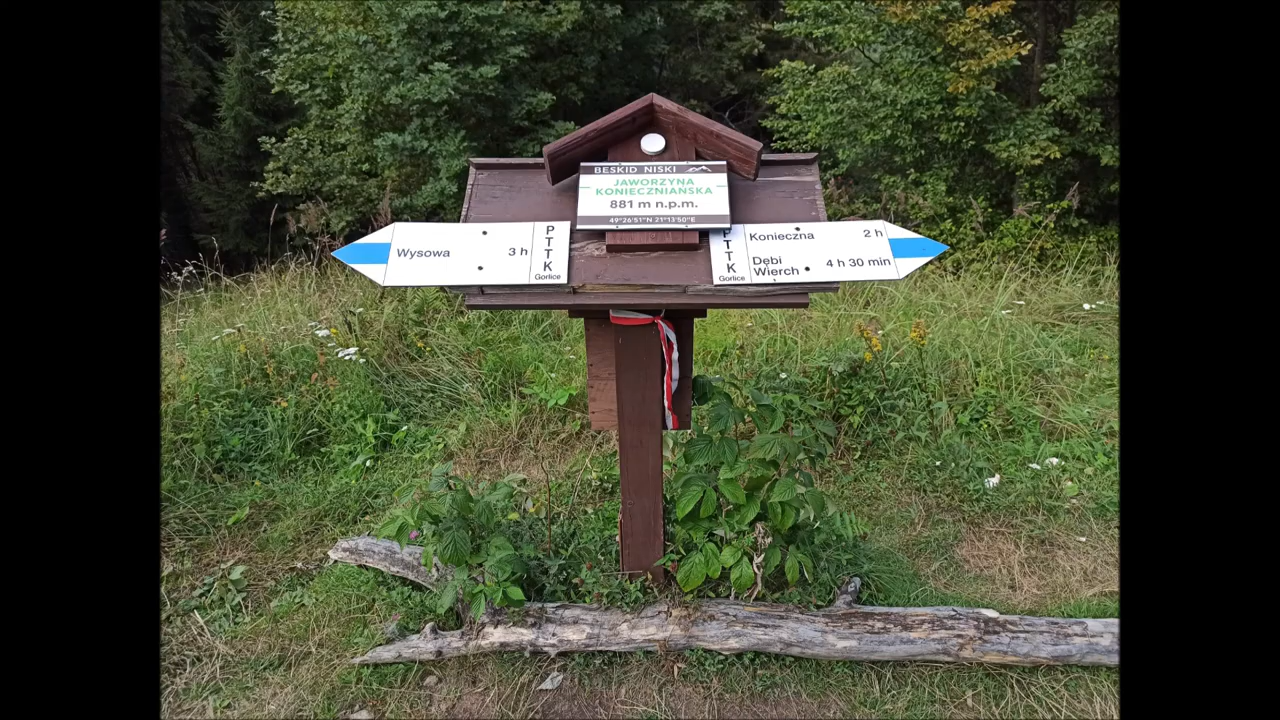 BESKID NISKI
JAWORZYNA
KONIECZNIAŃSKA
881 m n.p.m.
49°26'51"N 21°13'50"E
Wysowa 3 h
PTTK
Gorlice
PTTK
Gorlice
Konieczna 2 h
Dębi
Wierch 4 h 30 min